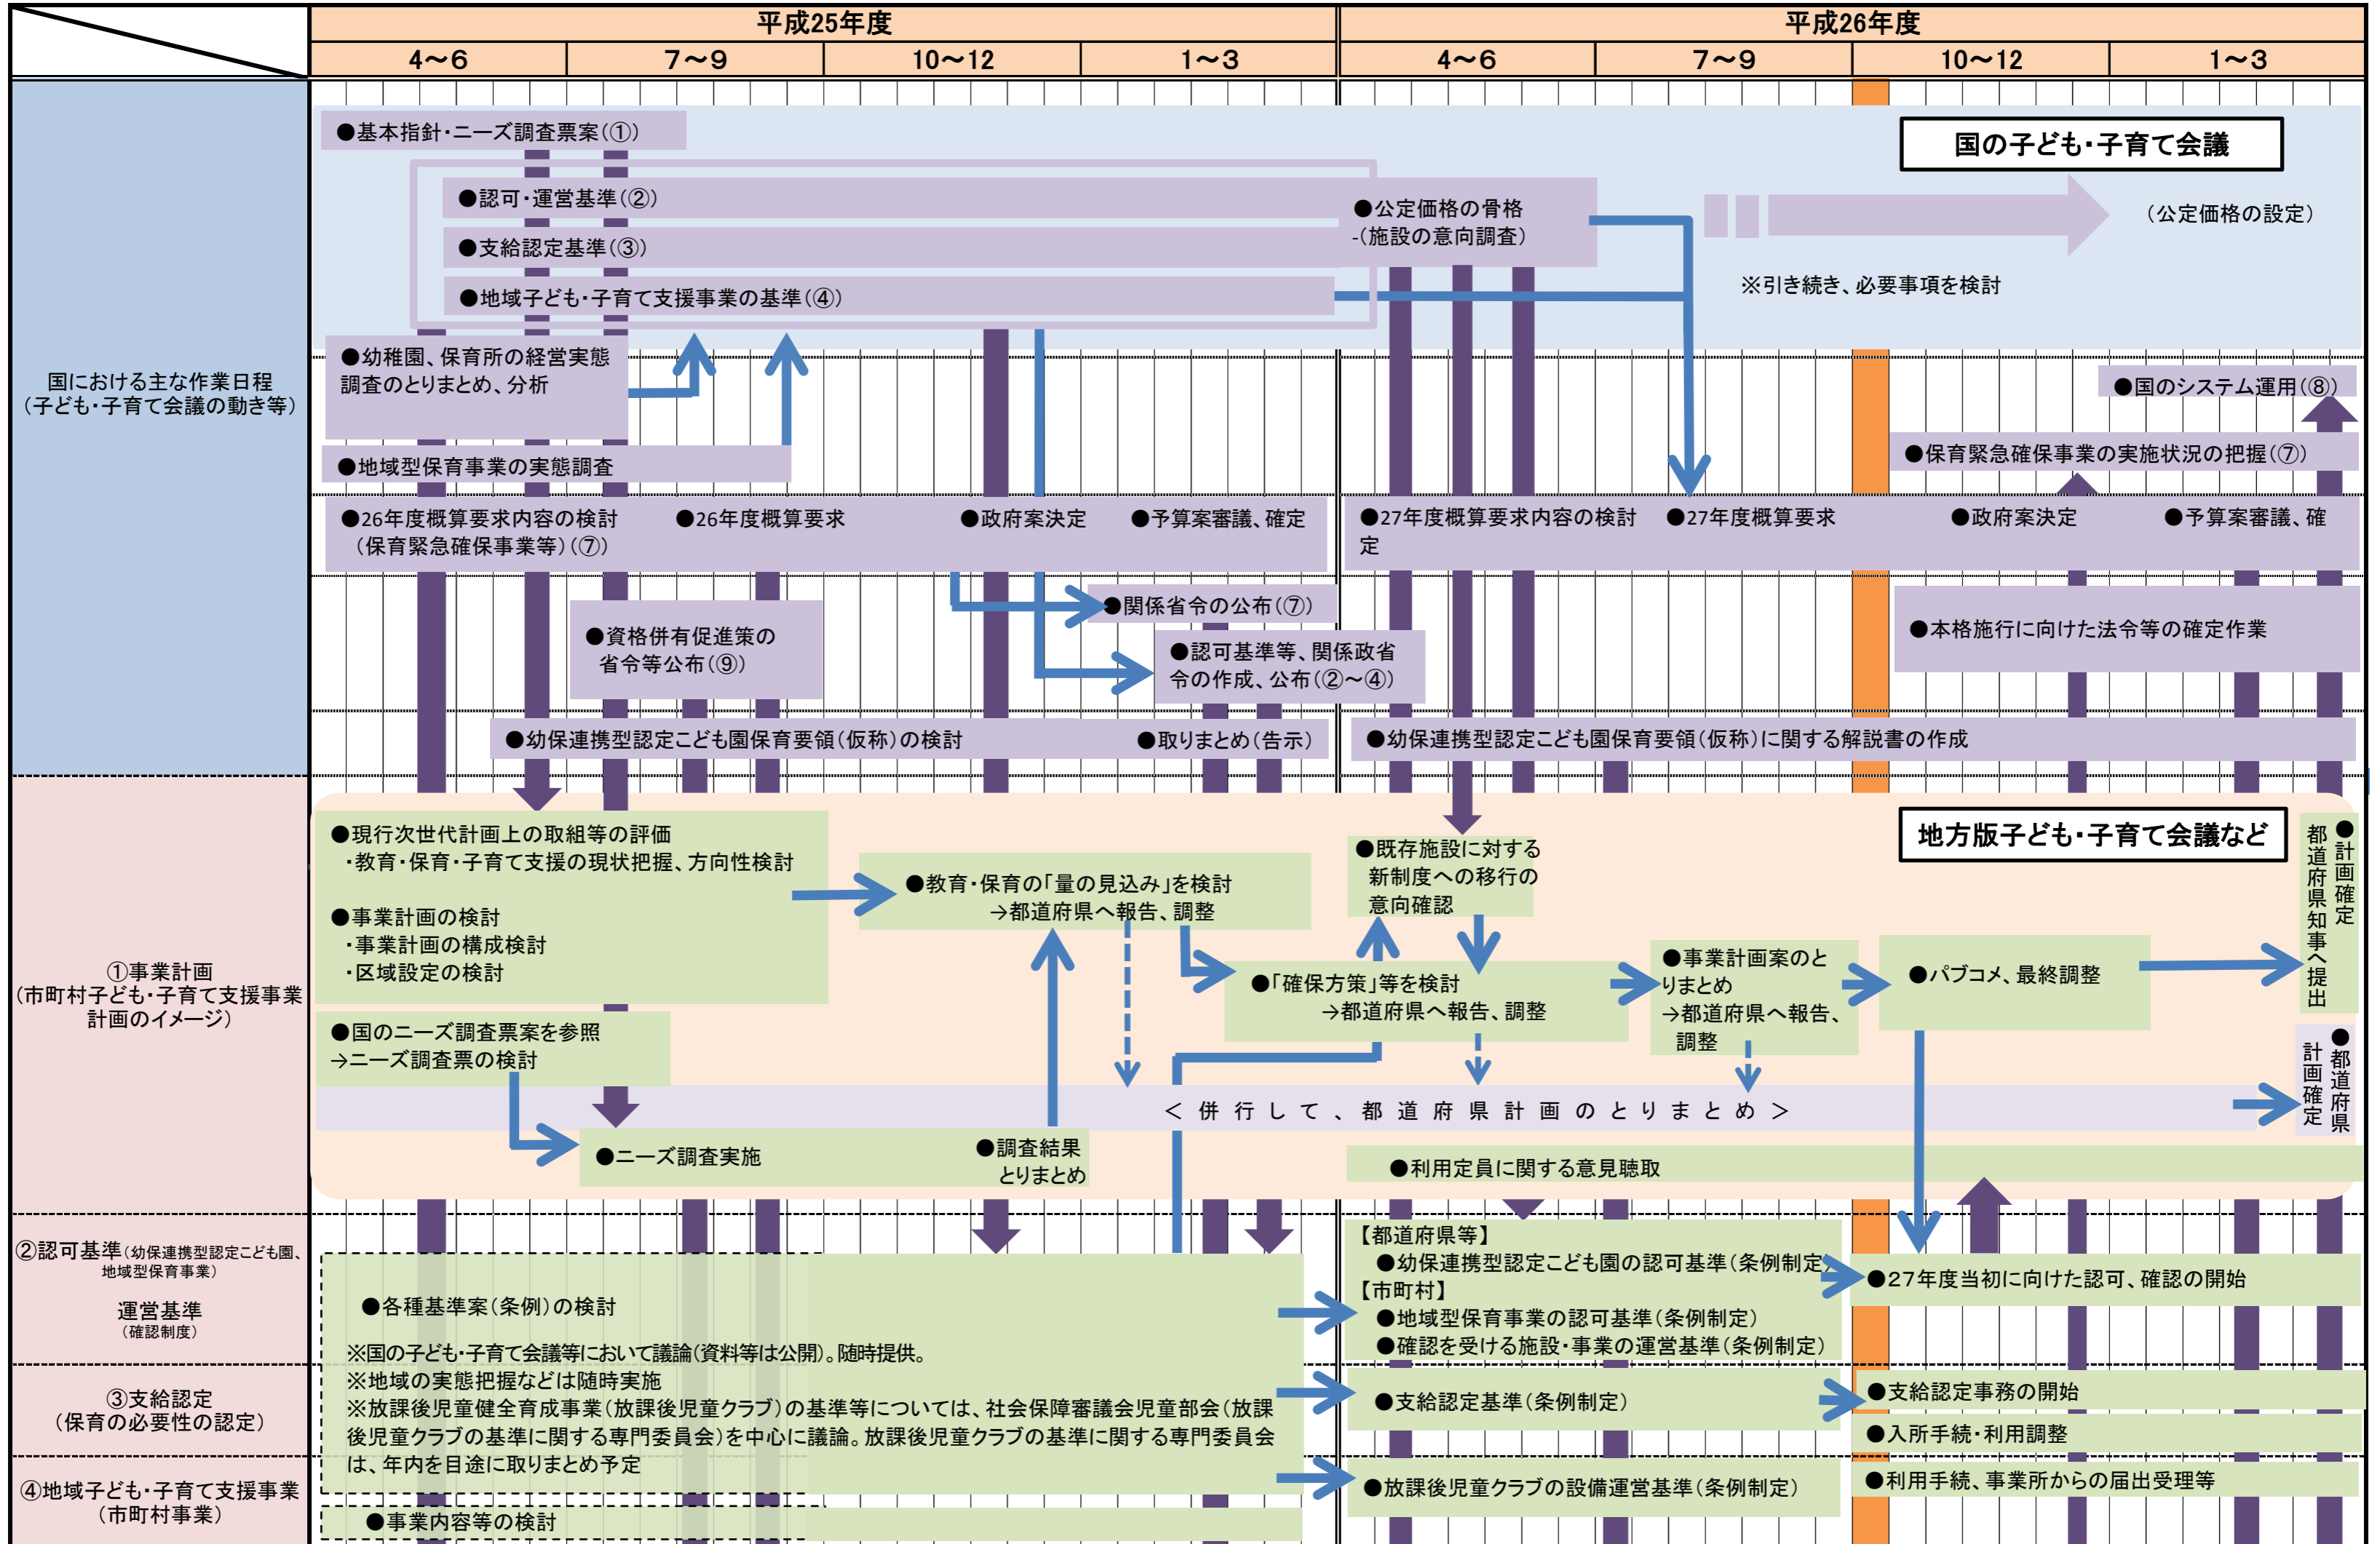 平成25年度
平成26年度
4～6
7～9
10～12
1～3
4～6
7～9
10～12
1～3
国における主な作業日程
（子ども・子育て会議の動き等）
国の子ども・子育て会議
●基本指針・ニーズ調査票案（①）
●認可・運営基準（②）
●支給認定基準（③）
●地域子ども・子育て支援事業の基準（④）
●公定価格の骨格
-（施設の意向調査）
（公定価格の設定）
※引き続き、必要事項を検討
●幼稚園、保育所の経営実態
調査のとりまとめ、分析
●地域型保育事業の実態調査
●国のシステム運用（⑧）
●保育緊急確保事業の実施状況の把握（⑦）
●26年度概算要求内容の検討
（保育緊急確保事業等）（⑦）
●26年度概算要求
●政府案決定
●予算案審議、確定
●27年度概算要求内容の検討 ●27年度概算要求 ●政府案決定 ●予算案審議、確
定
●資格併有促進策の
省令等公布（⑨）
●関係省令の公布（⑦）
●認可基準等、関係政省
令の作成、公布（②～④）
●本格施行に向けた法令等の確定作業
●幼保連携型認定こども園保育要領（仮称）の検討
●取りまとめ（告示）
●幼保連携型認定こども園保育要領（仮称）に関する解説書の作成
①事業計画
（市町村子ども・子育て支援事業
計画のイメージ）
地方版子ども・子育て会議など
●現行次世代計画上の取組等の評価
・教育・保育・子育て支援の現状把握、方向性検討
●事業計画の検討
・事業計画の構成検討
・区域設定の検討
●国のニーズ調査票案を参照
→ニーズ調査票の検討
●教育・保育の「量の見込み」を検討
→都道府県へ報告、調整
●既存施設に対する
新制度への移行の
意向確認
●「確保方策」等を検討
→都道府県へ報告、調整
●事業計画案のと
りまとめ
→都道府県へ報告、
調整
●パブコメ、最終調整
●計画確定
都道府県知事へ提出
●都道府県
計画確定
＜併行して、都道府県計画のとりまとめ＞
●ニーズ調査実施
●調査結果
とりまとめ
●利用定員に関する意見聴取
②認可基準（幼保連携型認定こども園、
地域型保育事業）
運営基準
（確認制度）
●各種基準案（条例）の検討
※国の子ども・子育て会議等において議論（資料等は公開）。随時提供。
※地域の実態把握などは随時実施
※放課後児童健全育成事業（放課後児童クラブ）の基準等については、社会保障審議会児童部会（放課
後児童クラブの基準に関する専門委員会）を中心に議論。放課後児童クラブの基準に関する専門委員会
は、年内を目途に取りまとめ予定
【都道府県等】
●幼保連携型認定こども園の認可基準（条例制定）
【市町村】
●地域型保育事業の認可基準（条例制定）
●確認を受ける施設・事業の運営基準（条例制定）
●27年度当初に向けた認可、確認の開始
③支給認定
（保育の必要性の認定）
●支給認定基準（条例制定）
●支給認定事務の開始
●入所手続・利用調整
④地域子ども・子育て支援事業
（市町村事業）
●事業内容等の検討
●放課後児童クラブの設備運営基準（条例制定）
●利用手続、事業所からの届出受理等